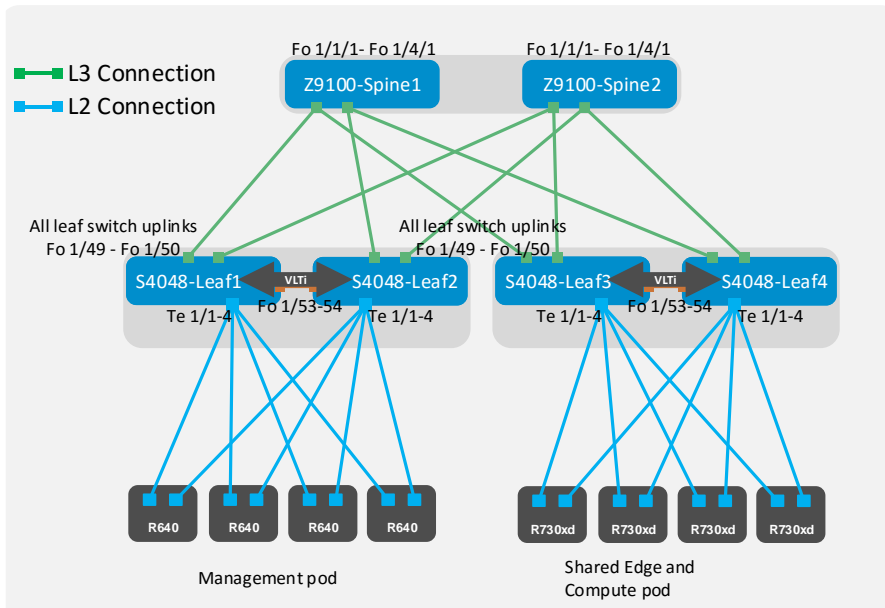 Fo 1/1/1- Fo 1/4/1
Fo 1/1/1- Fo 1/4/1
L3 Connection
L2 Connection
Z9100-Spine1
Z9100-Spine2
All leaf switch uplinks
Fo 1/49 - Fo 1/50
All leaf switch uplinks
Fo 1/49 - Fo 1/50
S4048-Leaf1
VLTi
S4048-Leaf2
S4048-Leaf3
VLTi
S4048-Leaf4
Fo 1/53-54
Fo 1/53-54
Te 1/1-4
Te 1/1-4
Te 1/1-4
Te 1/1-4
R640
R640
R640
R640
R730xd
R730xd
R730xd
R730xd
Management pod
Shared Edge and
Compute pod